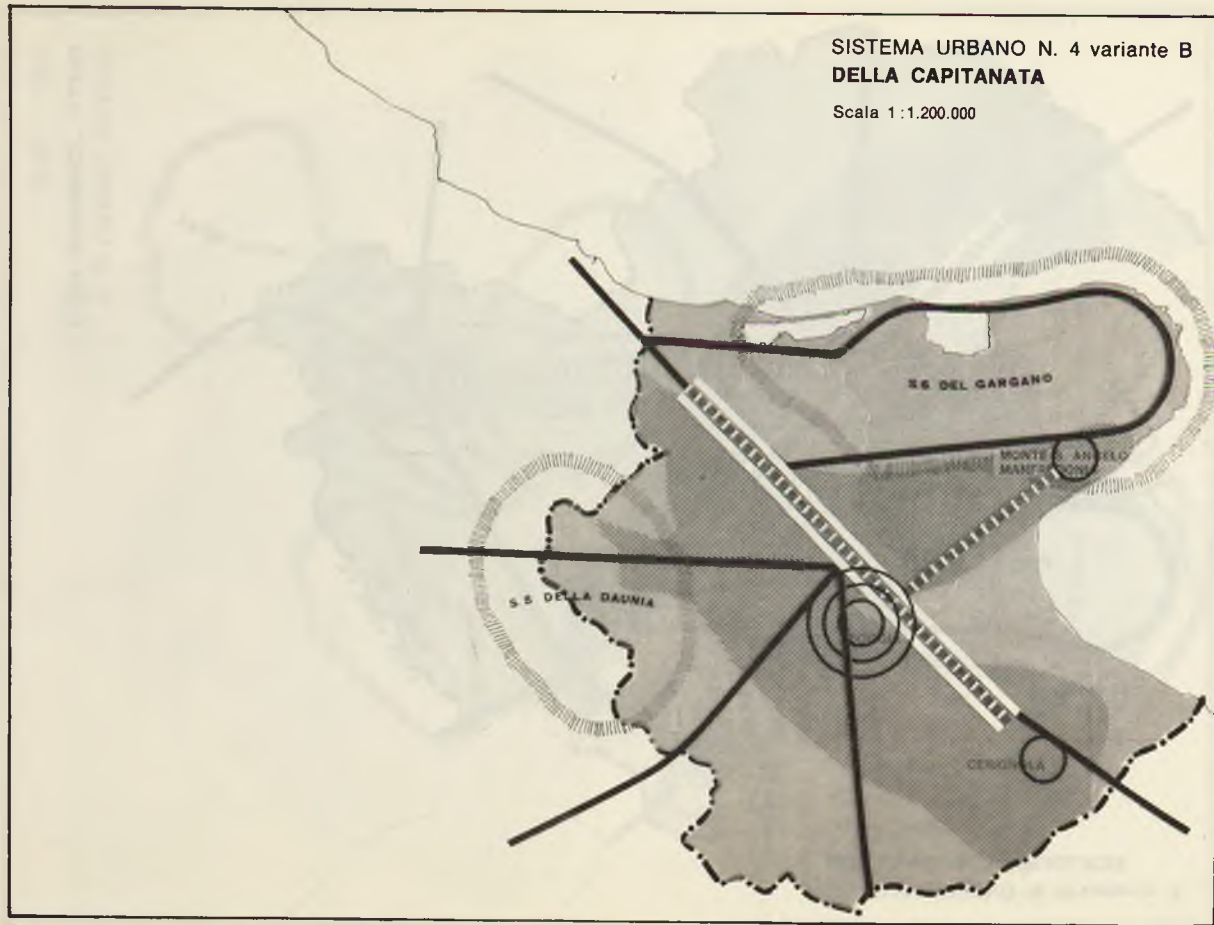 SISTEMA URBANO N. 4 variante B
DELLA CAPITANATA
Scala 1:1.200.000
S.S DEL GARGANO
MONTE S. ANGELO
MANFREDONIA
S.S DELLA DAUNIA
CERIGNOLA